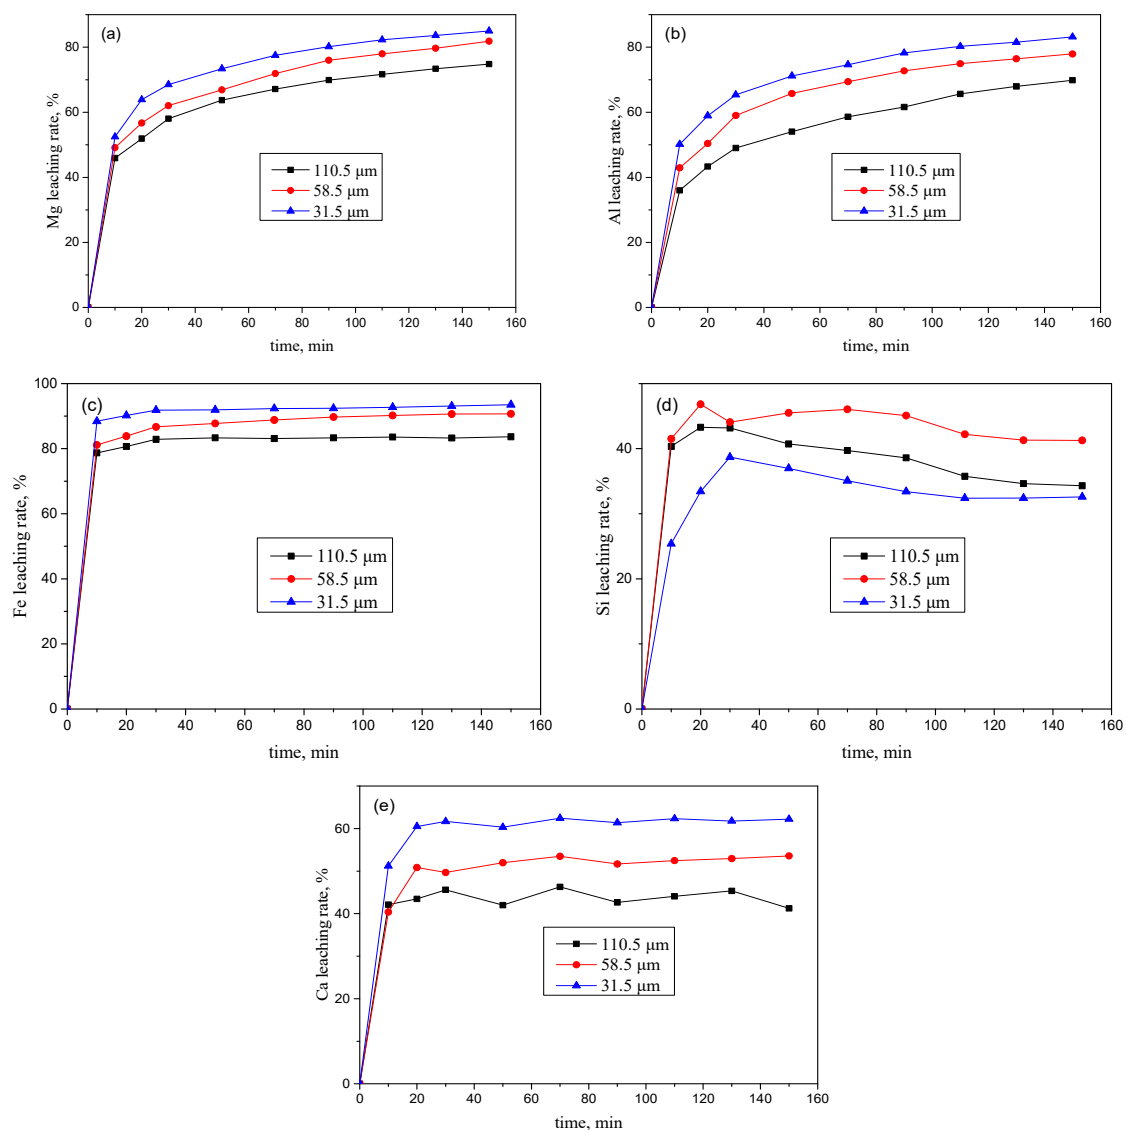 (a)
Mg leaching rate, %
80
60
40
20
0
110.5 µm
58.5 µm
31.5 µm
0 20 40 60 80 100 120 140 160
time, min
(b)
Al leaching rate, %
80
60
40
20
0
110.5 µm
58.5 µm
31.5 µm
0 20 40 60 80 100 120 140 160
time, min
(c)
Fe leaching rate, %
100
80
60
40
20
0
110.5 µm
58.5 µm
31.5 µm
0 20 40 60 80 100 120 140 160
time, min
(d)
Si leaching rate, %
40
20
0
110.5 µm
58.5 µm
31.5 µm
0 20 40 60 80 100 120 140 160
time, min
(e)
Ca leaching rate, %
60
40
20
0
110.5 µm
58.5 µm
31.5 µm
0 20 40 60 80 100 120 140 160
time, min